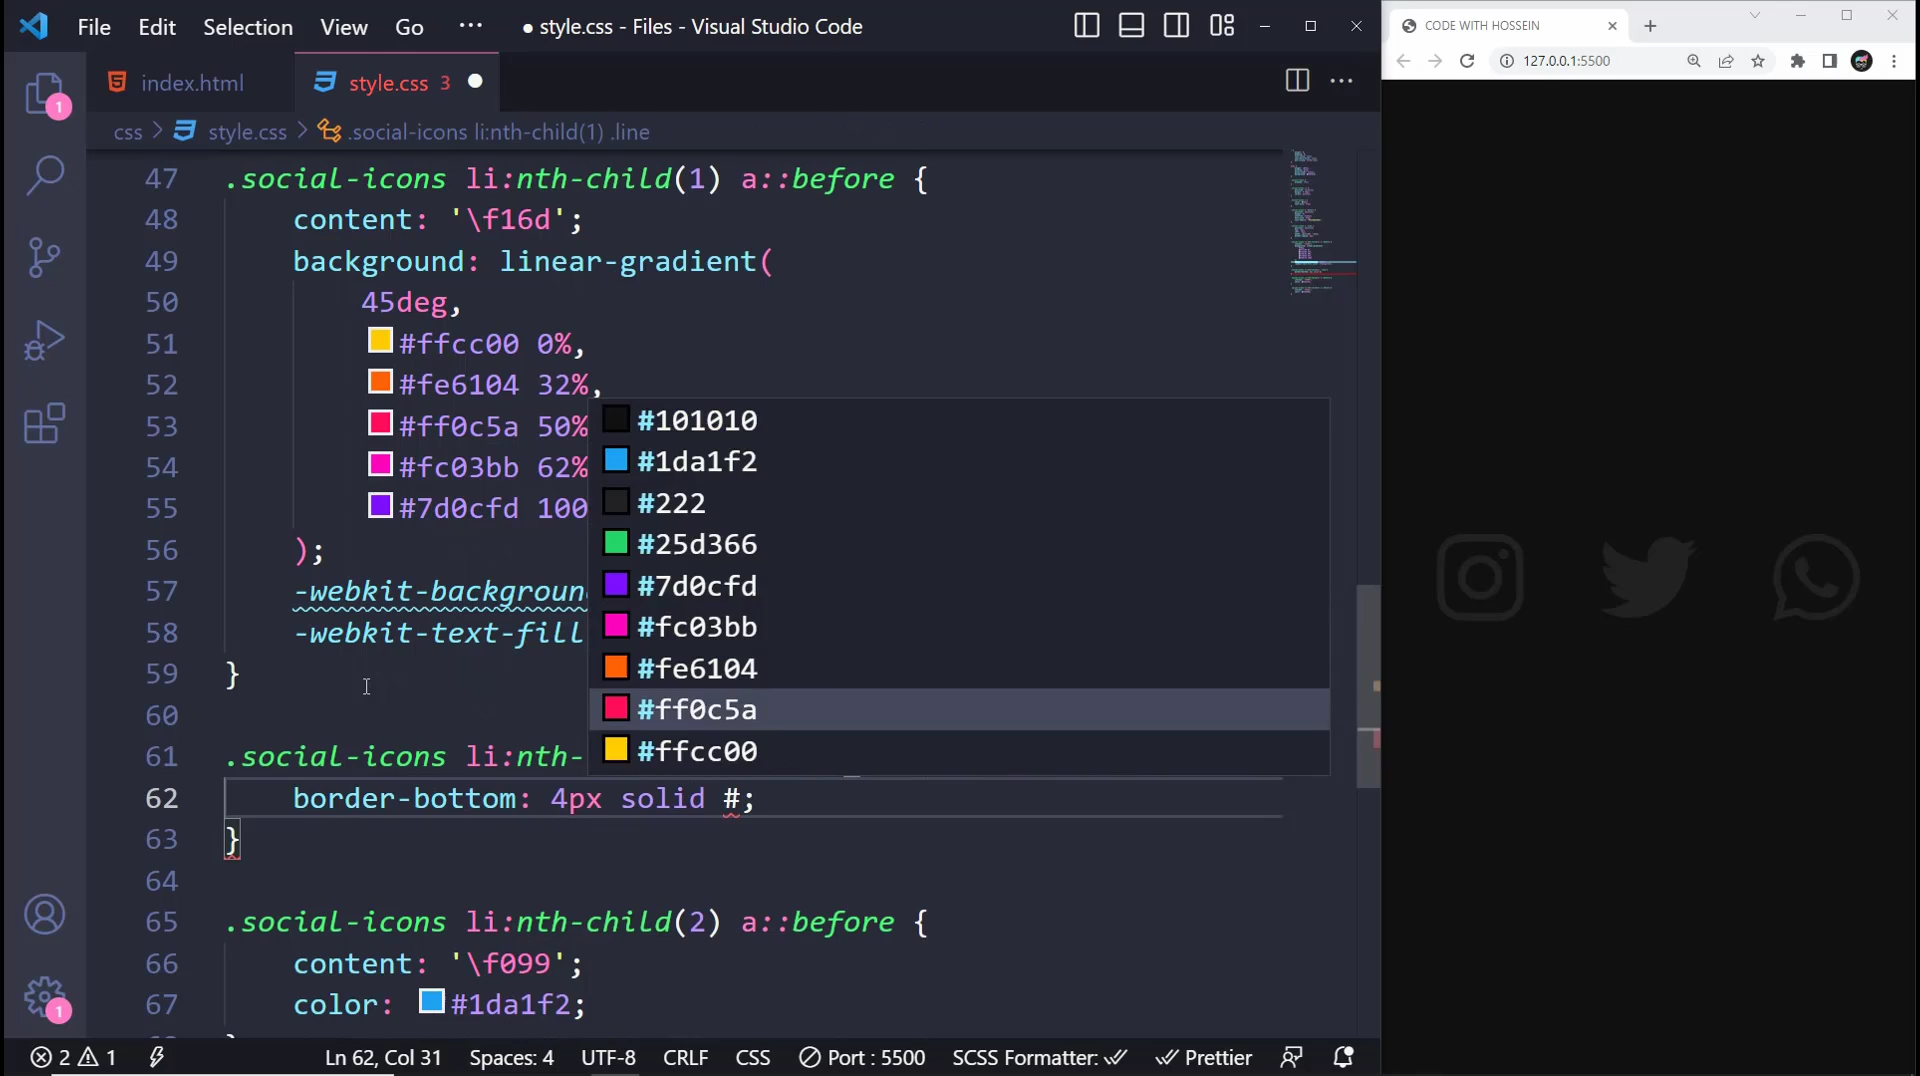 File Edit Selection View Go ··· ● style.css - Files - Visual Studio Code
CODE WITH HOSSEIN
127.0.0.1:5500
index.html
style.css 3
css > style.css > .social-icons li:nth-child(1) .line
47 .social-icons li:nth-child(1) a::before {
48 content: '\f16d';
49 background: linear-gradient(
50 45deg,
51 #ffcc00 0%,
52 #fe6104 32%,
53 #ff0c5a 50%
54 #fc03bb 62%
55 #7d0cfd 100
56 );
57 -webkit-background
58 -webkit-text-fill
59 }
60
61 .social-icons li:nth-
62 border-bottom: 4px solid #;
63 }
64
65 .social-icons li:nth-child(2) a::before {
66 content: '\f099';
67 color: #1da1f2;
#101010
#1da1f2
#222
#25d366
#7d0cfd
#fc03bb
#fe6104
#ff0c5a
#ffcc00
1
1
2 1 Ln 62, Col 31 Spaces: 4 UTF-8 CRLF CSS Port : 5500 SCSS Formatter: Prettier